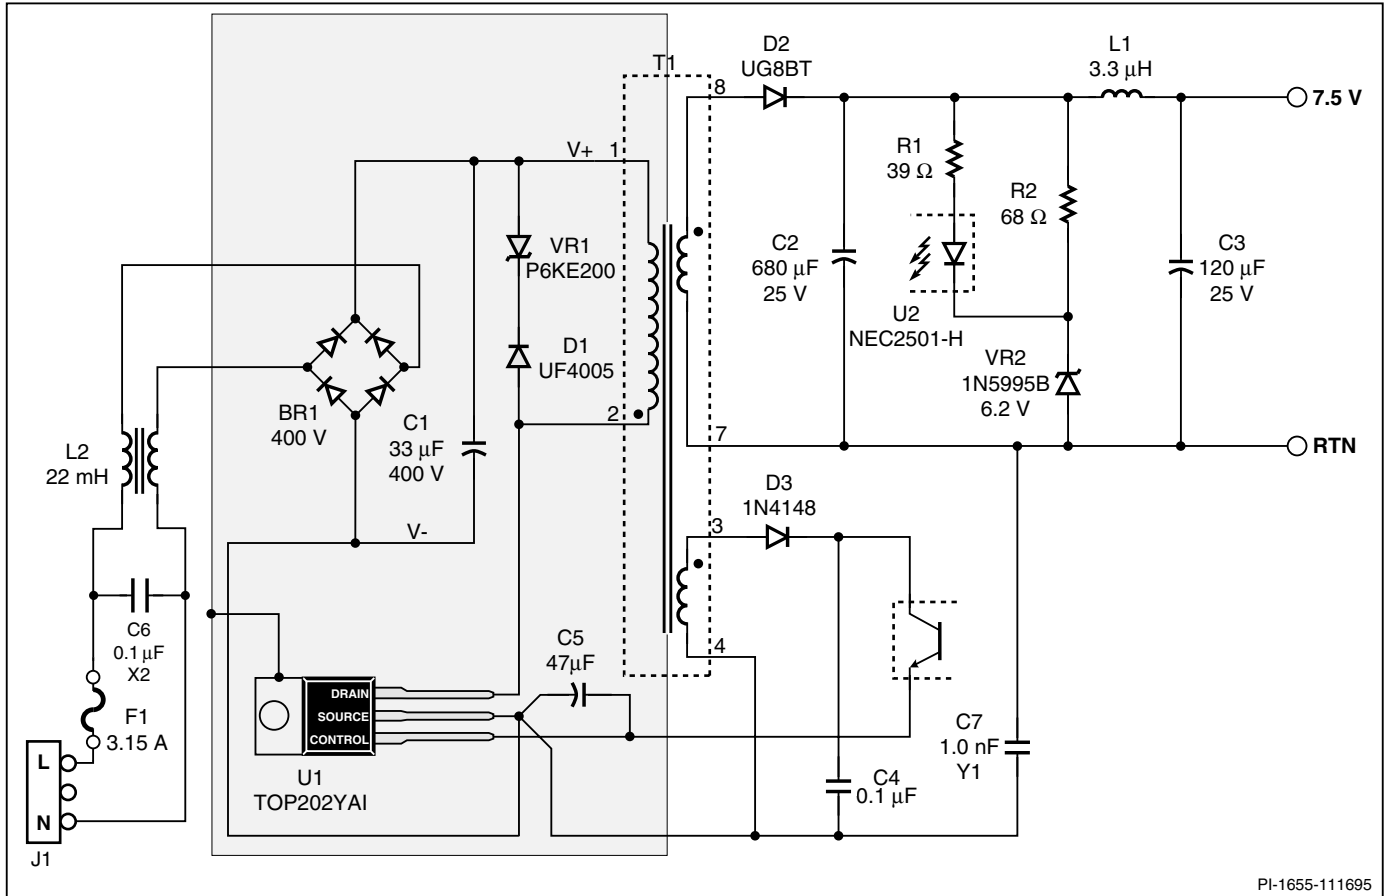 T1
D2
UG8BT
L1
3.3 µH
8
7.5 V
V+
1
R1
39 Ω
R2
68 Ω
VR1
P6KE200
C2
680 µF
25 V
C3
120 µF
25 V
U2
NEC2501-H
D1
UF4005
VR2
1N5995B
6.2 V
BR1
400 V
C1
33 µF
400 V
2
7
RTN
L2
22 mH
D3
1N4148
V-
3
C6
0.1 µF
X2
C5
47µF
4
DRAIN
SOURCE
CONTROL
F1
3.15 A
C7
1.0 nF
Y1
L
N
J1
U1
TOP202YAI
C4
0.1 µF
PI-1655-111695